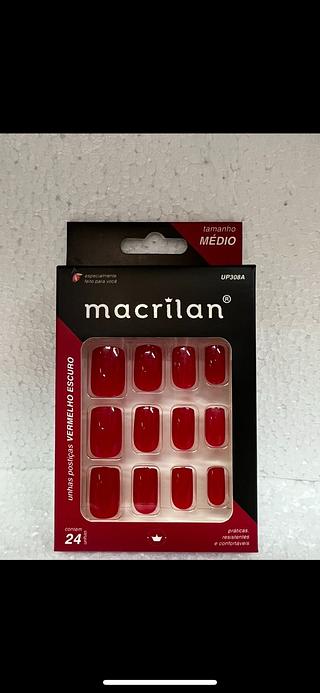 tamanho
MÉDIO
especialmente
feito para você
UP308A
macrilan®
unhas postiças VERMELHO ESCURO
contém
24 unhas
práticas,
resistentes
e confortáveis